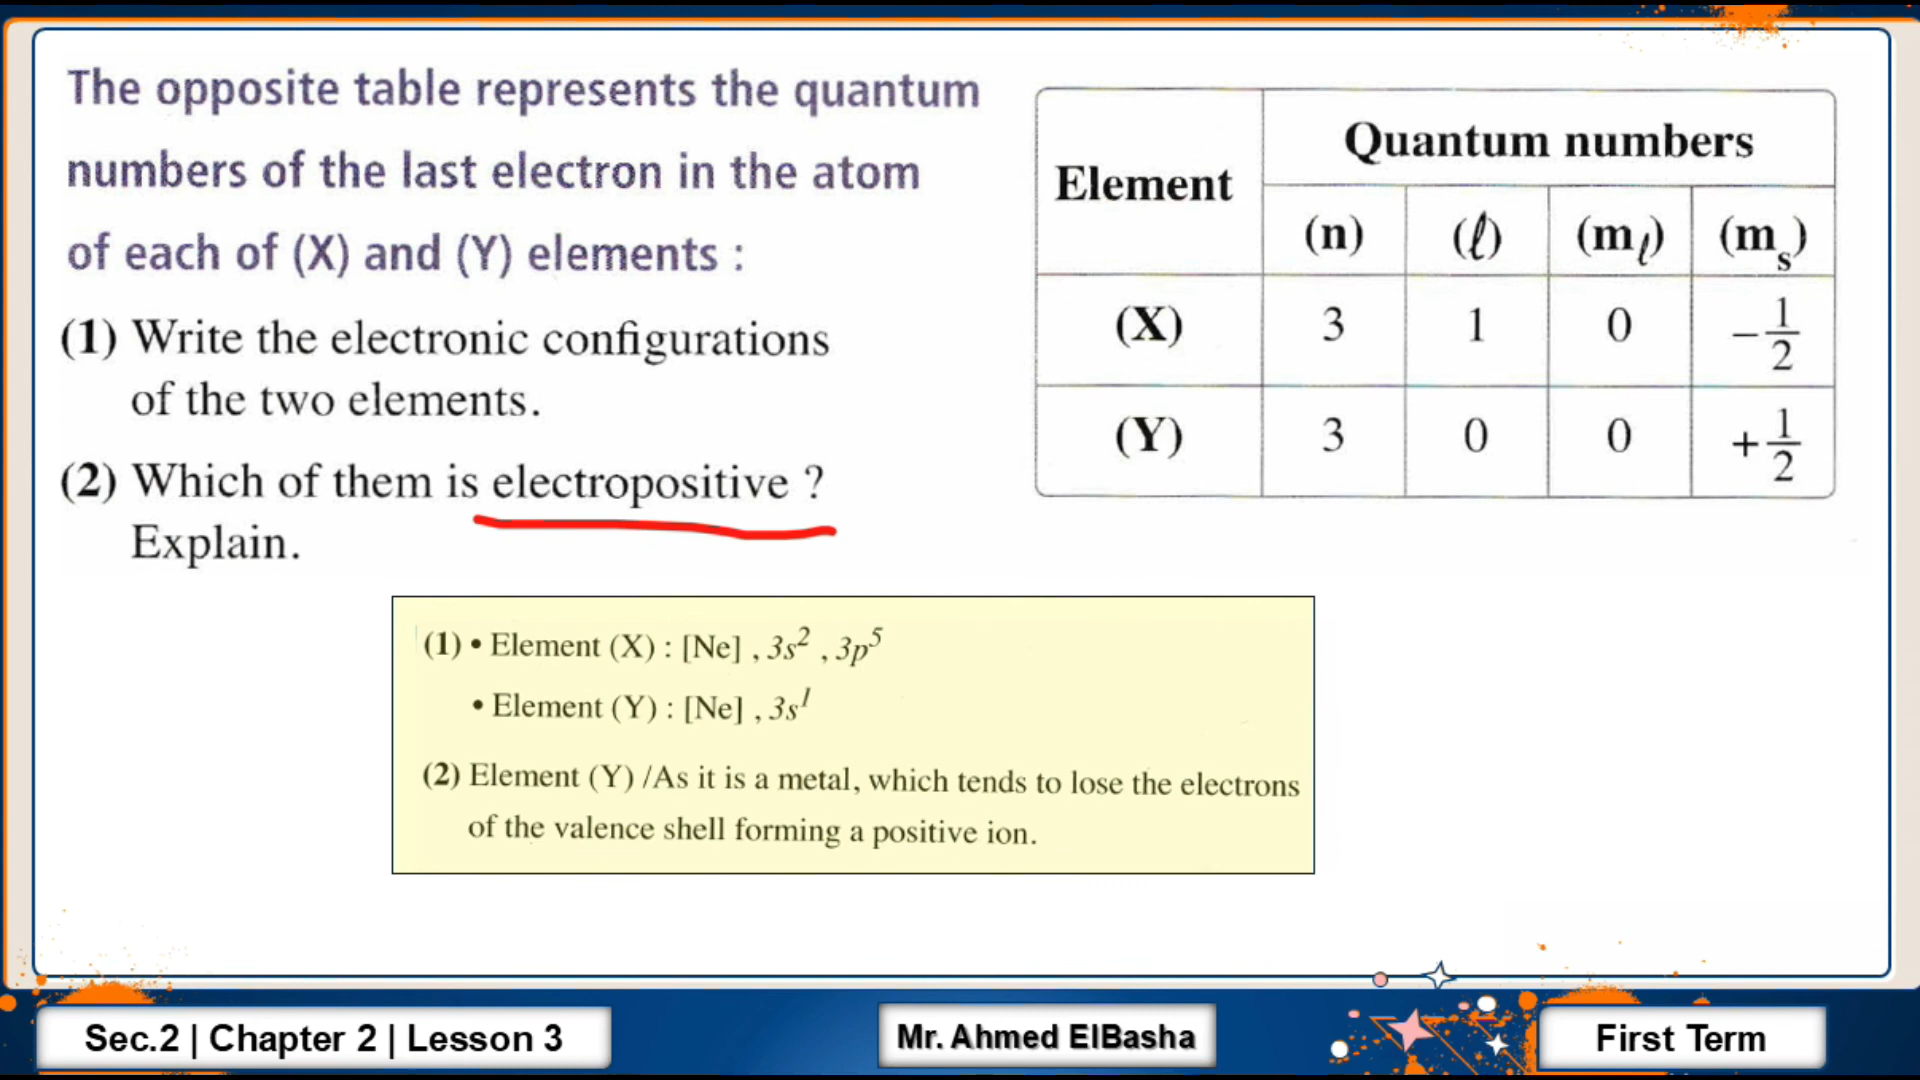 The opposite table represents the quantum
numbers of the last electron in the atom
of each of (X) and (Y) elements :
(1) Write the electronic configurations
of the two elements.
(2) Which of them is electropositive ?
Explain.
Element Quantum numbers
(n) (ℓ) (mℓ) (ms)
(X) 3 1 0 −1/2
(Y) 3 0 0 +1/2
(1) • Element (X) : [Ne] , 3s² , 3p⁵
• Element (Y) : [Ne] , 3s¹
(2) Element (Y) /As it is a metal, which tends to lose the electrons
of the valence shell forming a positive ion.
Sec.2 | Chapter 2 | Lesson 3
Mr. Ahmed ElBasha
First Term